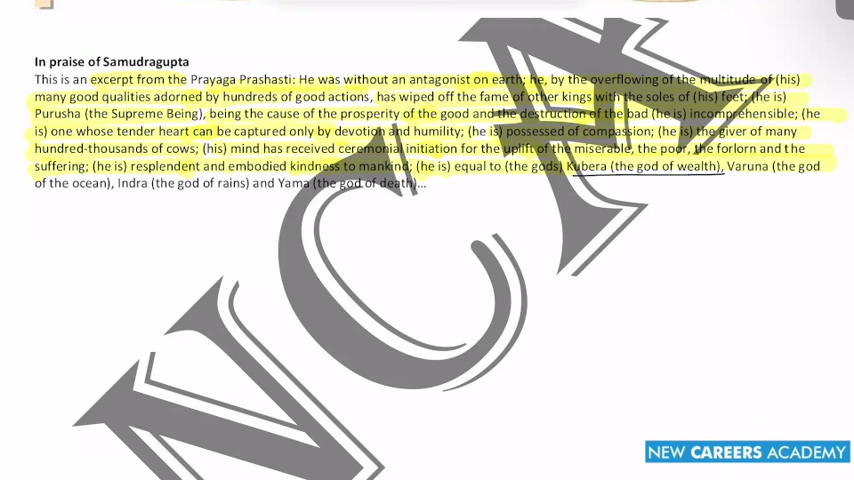 In praise of Samudragupta
This is an excerpt from the Prayaga Prashasti: He was without an antagonist on earth; he, by the overflowing of the multitude of (his)
many good qualities adorned by hundreds of good actions, has wiped off the fame of other kings with the soles of (his) feet; (he is)
Purusha (the Supreme Being), being the cause of the prosperity of the good and the destruction of the bad (he is) incomprehensible; (he
is) one whose tender heart can be captured only by devotion and humility; (he is) possessed of compassion; (he is) the giver of many
hundred-thousands of cows; (his) mind has received ceremonial initiation for the uplift of the miserable, the poor, the forlorn and the
suffering; (he is) resplendent and embodied kindness to mankind; (he is) equal to (the gods) Kubera (the god of wealth), Varuna (the god
of the ocean), Indra (the god of rains) and Yama (the god of death)...
NCA
NEW CAREERS ACADEMY